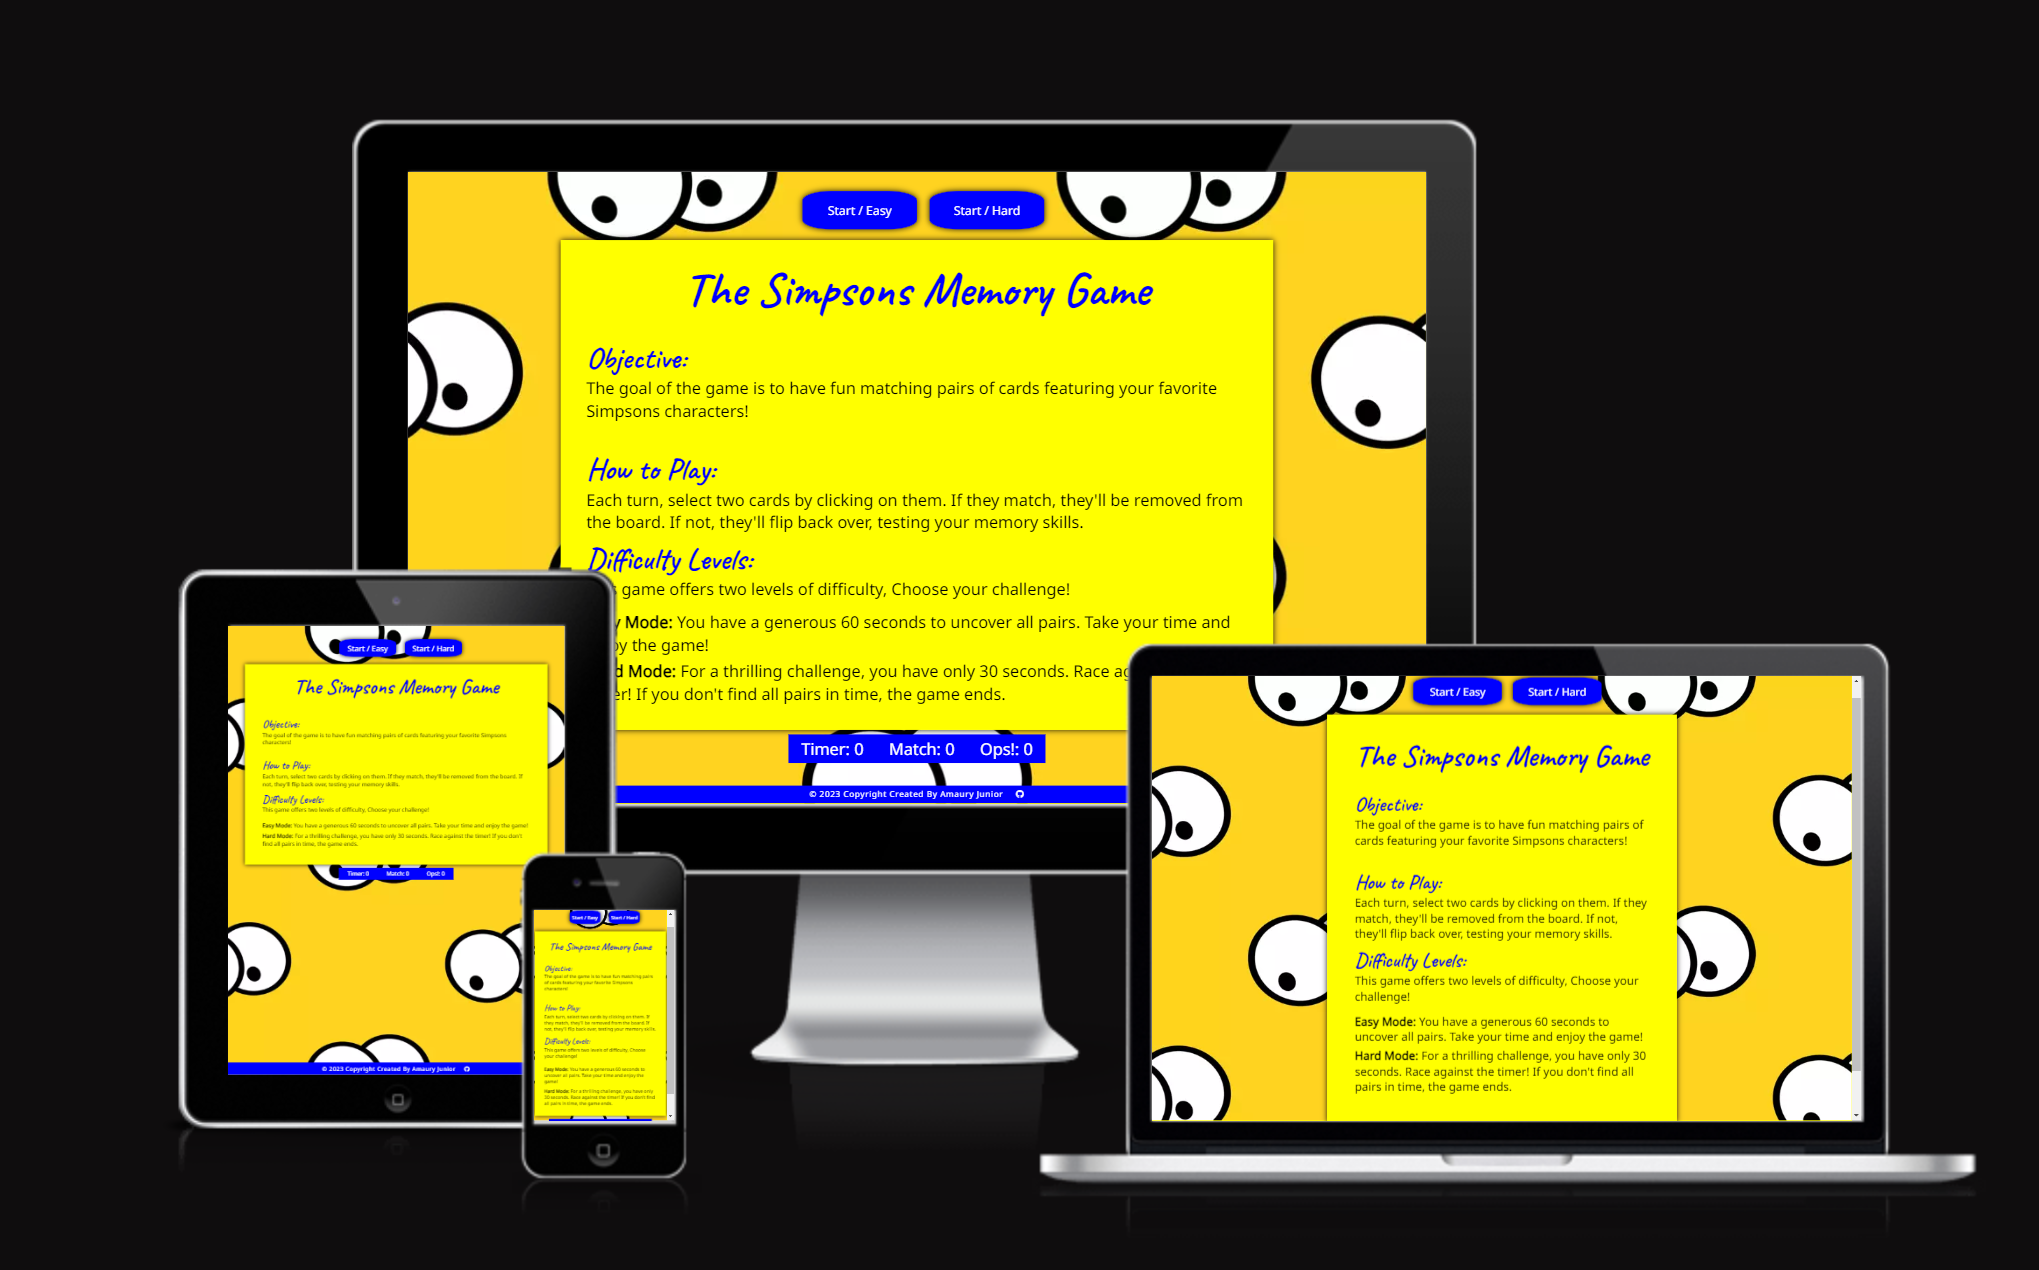 Start / Easy
Start / Hard
The Simpsons Memory Game
Objective:
The goal of the game is to have fun matching pairs of cards featuring your favorite
Simpsons characters!
How to Play:
Each turn, select two cards by clicking on them. If they match, they'll be removed from
the board. If not, they'll flip back over, testing your memory skills.
Difficulty Levels:
game offers two levels of difficulty, Choose your challenge!
Mode: You have a generous 60 seconds to uncover all pairs. Take your time and
the game!
Mode: For a thrilling challenge, you have only 30 seconds. Race
If you don't find all pairs in time, the game ends.
Timer: 0 Match: 0 Ops!: 0
© 2023 Copyright Created By Amaury Junior
Start / Easy
Start / Hard
The Simpsons Memory Game
Objective:
The goal of the game is to have fun matching pairs of cards featuring your favorite Simpsons
characters!
How to Play:
Each turn, select two cards by clicking on them. If they match, they'll be removed from the board. If
not, they'll flip back over, testing your memory skills.
Difficulty Levels:
This game offers two levels of difficulty, Choose your challenge!
Easy Mode: You have a generous 60 seconds to uncover all pairs. Take your time and enjoy the game!
Hard Mode: For a thrilling challenge, you have only 30 seconds. Race against the timer! If you don't
find all pairs in time, the game ends.
Timer: 0 Match: 0 Ops!: 0
© 2023 Copyright Created By Amaury Junior
Start / Easy
Start / Hard
The Simpsons Memory Game
Objective:
The goal of the game is to have fun matching pairs
of cards featuring your favorite Simpsons
characters!
How to Play:
Each turn, select two cards by clicking on them. If
they match, they'll be removed from the board. If
not, they'll flip back over, testing your memory skills.
Difficulty Levels:
This game offers two levels of difficulty, Choose
your challenge!
Easy Mode: You have a generous 60 seconds to
uncover all pairs. Take your time and enjoy the
game!
Hard Mode: For a thrilling challenge, you have only
30 seconds. Race against the timer! If you don't find
all pairs in time, the game ends.
Start / Easy
Start / Hard
The Simpsons Memory Game
Objective:
The goal of the game is to have fun matching pairs of
cards featuring your favorite Simpsons characters!
How to Play:
Each turn, select two cards by clicking on them. If they
match, they'll be removed from the board. If not,
they'll flip back over, testing your memory skills.
Difficulty Levels:
This game offers two levels of difficulty, Choose your
challenge!
Easy Mode: You have a generous 60 seconds to
uncover all pairs. Take your time and enjoy the game!
Hard Mode: For a thrilling challenge, you have only 30
seconds. Race against the timer! If you don't find all
pairs in time, the game ends.